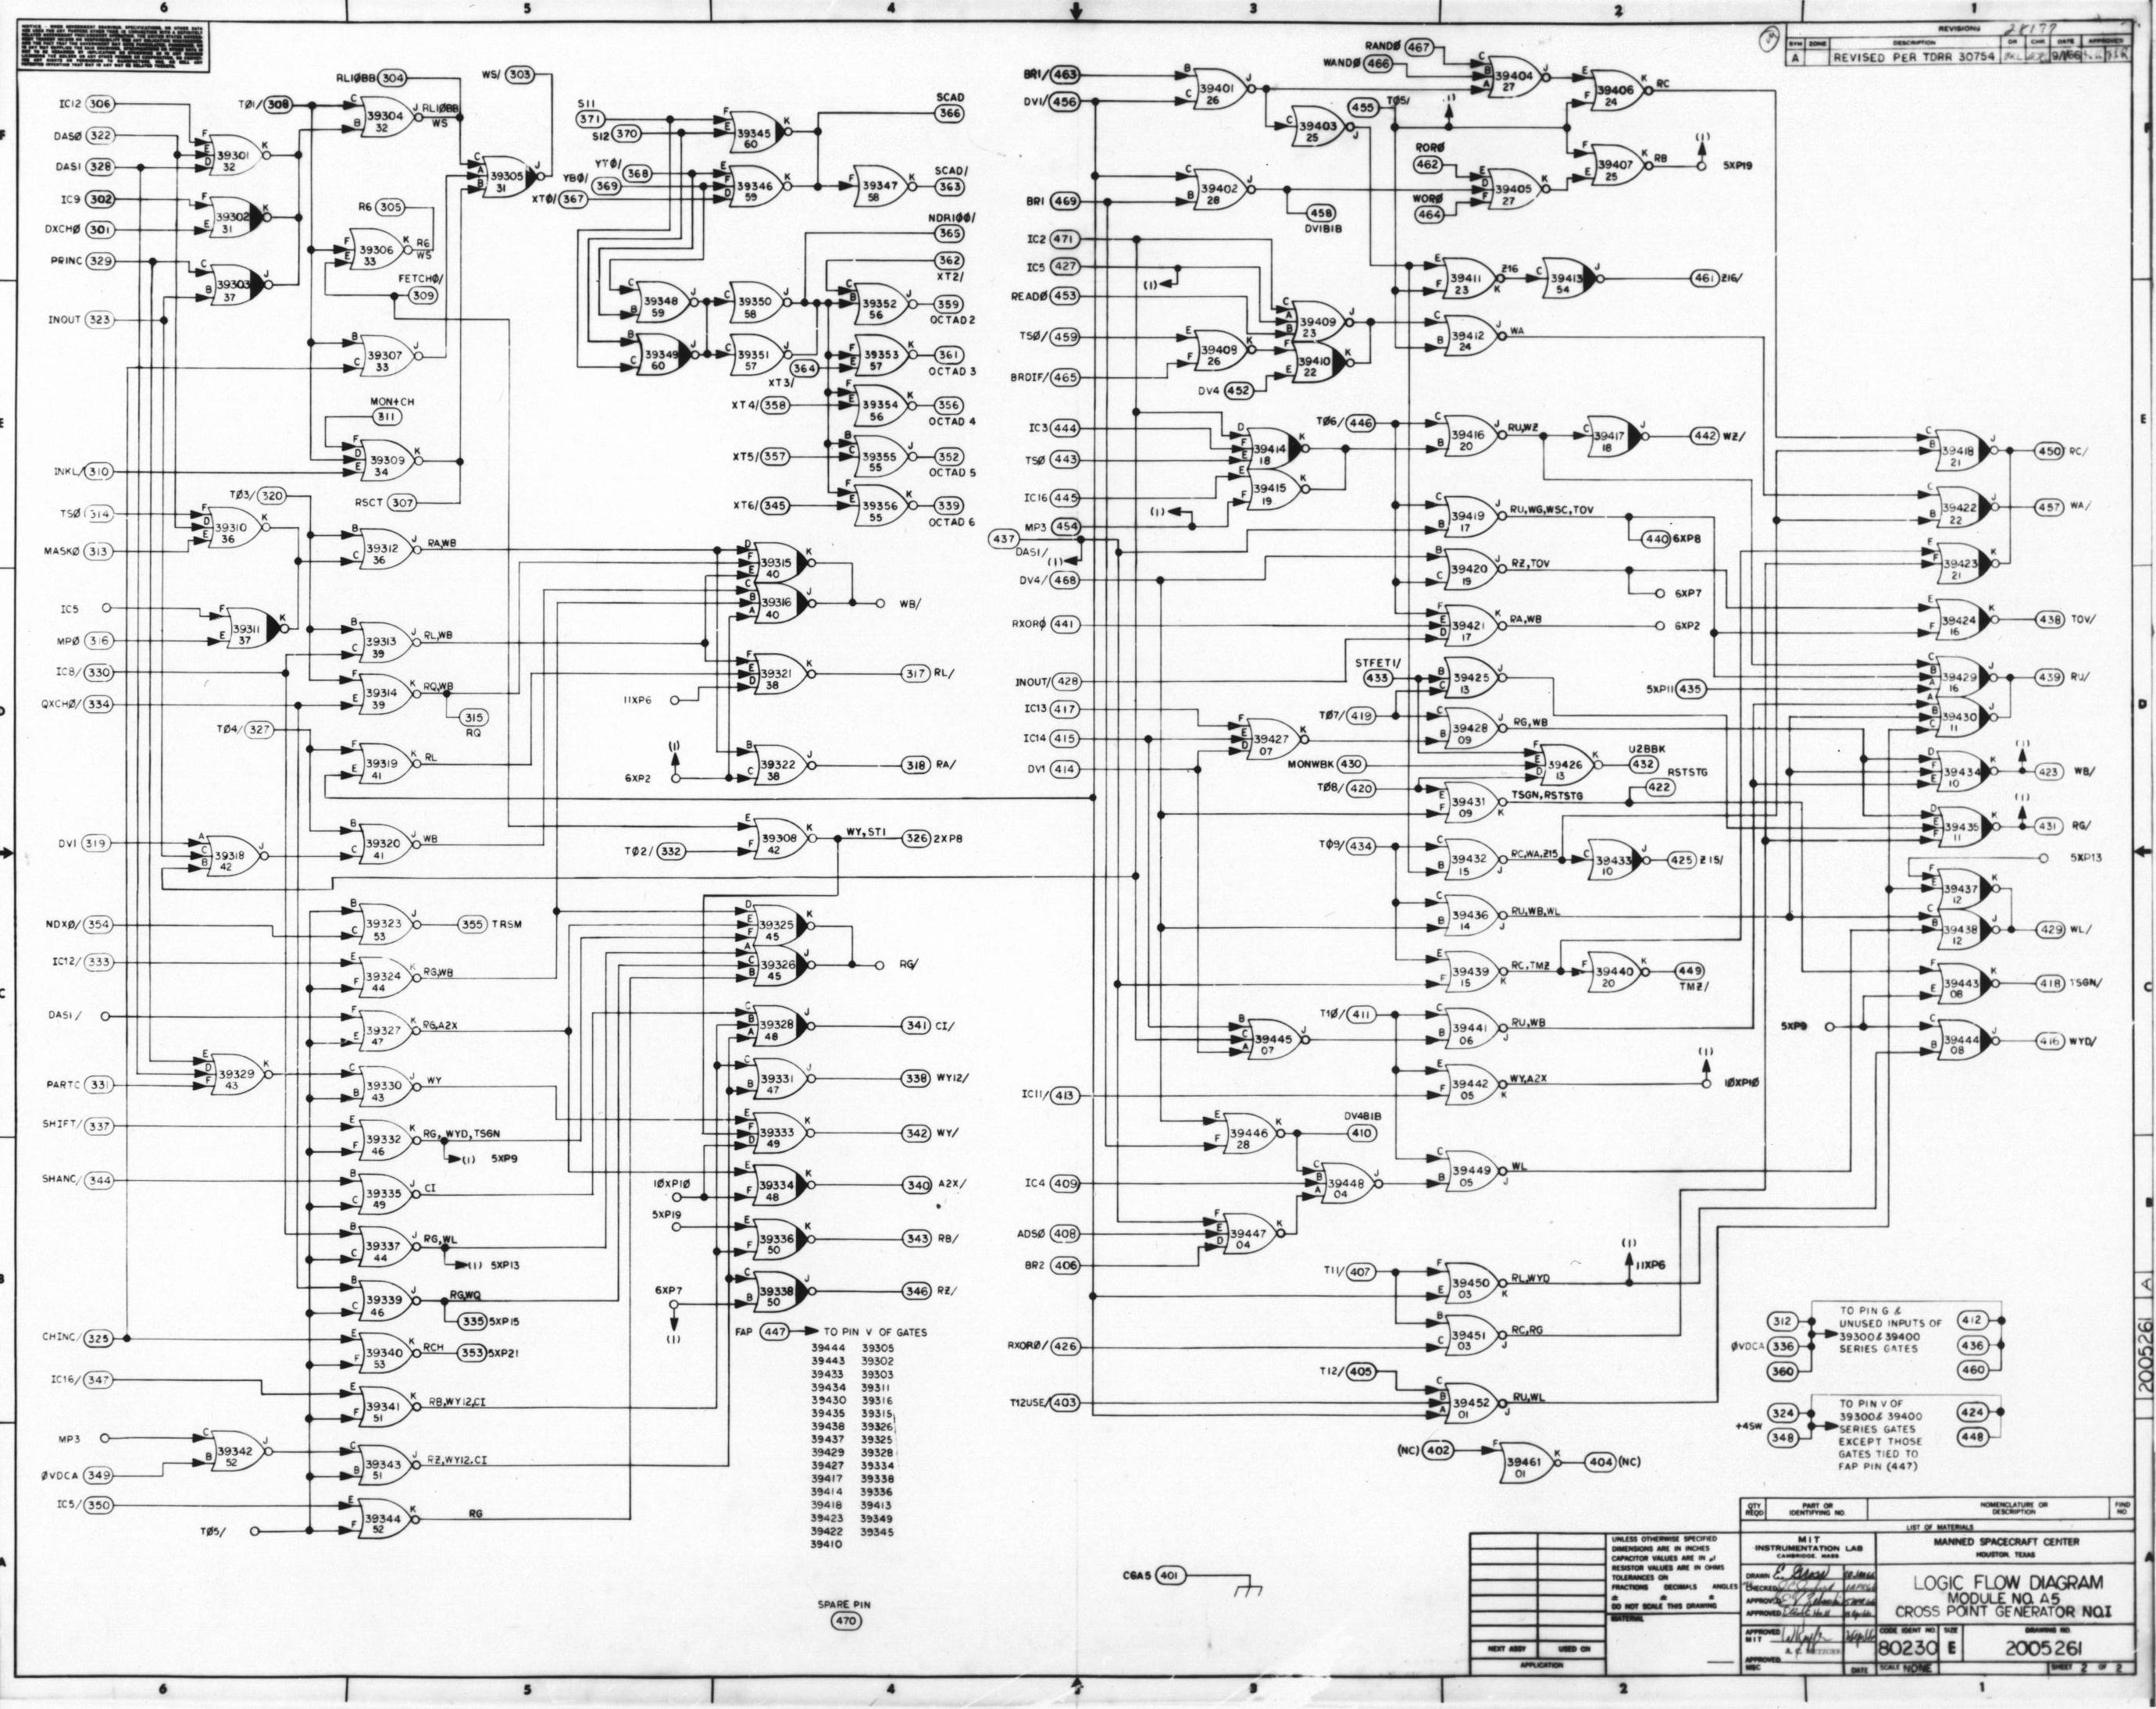 6 5 4 3 2 1
REVISIONS
SYM ZONE DESCRIPTION DR CHK DATE APPROVED
A REVISED PER TDRR 30754
IC12 306
DASØ 322
DAS1 328
IC9 302
DXCHØ 301
PRINC 329
INOUT 323
INKL/ 310
TSØ 314
MASKØ 313
IC5
MPØ 316
IC8/ 330
QXCHØ/ 334
TØ4/ 327
DV1 319
NDXØ/ 354
IC12/ 333
DAS1/
PARTC 331
SHIFT/ 337
SHANC/ 344
CHINC/ 325
IC16/ 347
MP3
ØVDCA 349
IC5/ 350
TØ5/
RL1ØBB 304
TØ1/ 308
WS/ 303
RL1ØBB
WS
R6 305
R6
WS
FETCHØ/
309
MON+CH
311
RSCT 307
TØ3/ 320
39301
32
39302
31
39303
37
39304
32
39305
31
39306
33
39307
33
39309
34
39310
36
39311
37
39312
36
RA,WB
39313
39
RL,WB
39314
39
RQ,WB
315
RQ
39319
41
RL
39318
42
39320
41
WB
39323
53
355 TRSM
39324
44
RG,WB
39327
47
RG,A2X
39329
43
39330
43
WY
39332
46
RG, WYD, TSGN
(1) 5XP9
39335
49
CI
39337
44
RG,WL
(1) 5XP13
39339
46
RG,WQ
335 5XP15
39340
53
RCH
353 5XP21
39341
51
RB,WY12,CI
39342
52
39343
51
RZ,WY12,CI
39344
52
RG
S11
371
S12 370
YTØ/ 368
YBØ/
369
XTØ/ 367
39345
60
SCAD
366
39346
59
39347
58
SCAD/
363
NDR1ØØ/
365
362
XT2/
39348
59
39350
58
39352
56
359
OCTAD 2
39349
60
39351
57
39353
57
361
OCTAD 3
364
XT3/
XT4/ 358
39354
56
356
OCTAD 4
XT5/ 357
39355
55
352
OCTAD 5
XT6/ 345
39356
55
339
OCTAD 6
39315
40
39316
40
WB/
39321
38
317 RL/
11XP6
(1)
6XP2
39322
38
318 RA/
TØ2/ 332
39308
42
WY, ST1
326 2XP8
39325
45
39326
45
RG/
39328
48
341 CI/
39331
47
338 WY12/
39333
49
342 WY/
1ØXP1Ø
39334
48
340 A2X/
5XP19
39336
50
343 RB/
6XP7
(1)
39338
50
346 RZ/
FAP 447 TO PIN V OF GATES
39444 39305
39443 39302
39433 39303
39434 39311
39430 39316
39435 39315
39438 39326
39437 39325
39429 39328
39427 39334
39417 39338
39414 39336
39418 39413
39423 39349
39422 39345
39410
SPARE PIN
470
BR1/ 463
DV1/ 456
BR1 469
IC2 471
IC5 427
(1)
READØ 453
TSØ/ 459
BRDIF/ 465
DV4 452
IC3 444
TSØ 443
IC16 445
MP3 454
(1)
437
DAS1/
(1)
DV4/ 468
RXORØ 441
INOUT/ 428
IC13 417
IC14 415
DV1 414
IC11/ 413
IC4 409
ADSØ 408
BR2 406
RXORØ/ 426
T12USE/ 403
(NC) 402
C6A5 401
39401
26
39403
25
39402
28
458
DV1B1B
RANDØ 467
WANDØ 466
39404
27
39406
24
RC
455 TØ5/
(1)
RORØ
462
39405
27
WORØ
464
39407
25
RB
(1)
5XP19
39411
23
Z16
39413
54
461 Z16/
39409
23
39408
26
39410
22
39412
24
WA
TØ6/ 446
39414
18
39415
19
39416
20
RU,WZ
39417
18
442 WZ/
39419
17
RU,WG,WSC,TOV
440 6XP8
39420
19
RZ,TOV
6XP7
39421
17
RA,WB
6XP2
STFET1/
433
39425
13
TØ7/ 419
39427
07
39428
09
RG,WB
MONWBK 430
39426
13
U2BBK
432
TØ8/ 420
39431
09
TSGN,RSTSTG
RSTSTG
422
TØ9/ 434
39432
15
RC,WA,Z15
39433
10
425 Z15/
39436
14
RU,WB,WL
39439
15
RC,TMZ
39440
20
449
TMZ/
T1Ø/ 411
39445
07
39441
06
RU,WB
39442
05
WY,A2X
(1)
1ØXP1Ø
39446
28
DV4B1B
410
39448
04
39447
04
39449
05
WL
T11/ 407
39450
03
RL,WYD
(1)
11XP6
39451
03
RC,RG
T12/ 405
39452
01
RU,WL
39461
01
404 (NC)
39418
21
450 RC/
39422
22
457 WA/
39423
21
39424
16
438 TOV/
5XP11 435
39429
16
439 RU/
39430
11
39434
10
(1)
423 WB/
39435
11
(1)
431 RG/
5XP13
39437
12
39438
12
429 WL/
39443
08
418 TSGN/
5XP9
39444
08
416 WYD/
312
ØVDCA 336
360
TO PIN G &
UNUSED INPUTS OF
39300 & 39400
SERIES GATES
412
436
460
324
+4SW
348
TO PIN V OF
39300 & 39400
SERIES GATES
EXCEPT THOSE
GATES TIED TO
FAP PIN (447)
424
448
2005261 A
QTY REQD PART OR IDENTIFYING NO. NOMENCLATURE OR DESCRIPTION FIND NO.
LIST OF MATERIALS
UNLESS OTHERWISE SPECIFIED
DIMENSIONS ARE IN INCHES
CAPACITOR VALUES ARE IN
RESISTOR VALUES ARE IN OHMS
TOLERANCES ON
FRACTIONS DECIMALS ANGLES
DO NOT SCALE THIS DRAWING
MATERIAL
NEXT ASSY USED ON
APPLICATION
MIT
INSTRUMENTATION LAB
CAMBRIDGE, MASS
DRAWN
CHECKED
APPROVED
APPROVED
APPROVED MIT
APPROVED MSC DATE
MANNED SPACECRAFT CENTER
HOUSTON, TEXAS
LOGIC FLOW DIAGRAM
MODULE NO. A5
CROSS POINT GENERATOR NO.1
CODE IDENT NO. SIZE DRAWING NO.
80230 E 2005261
SCALE NONE SHEET 2 OF 2
6 5 4 3 2 1